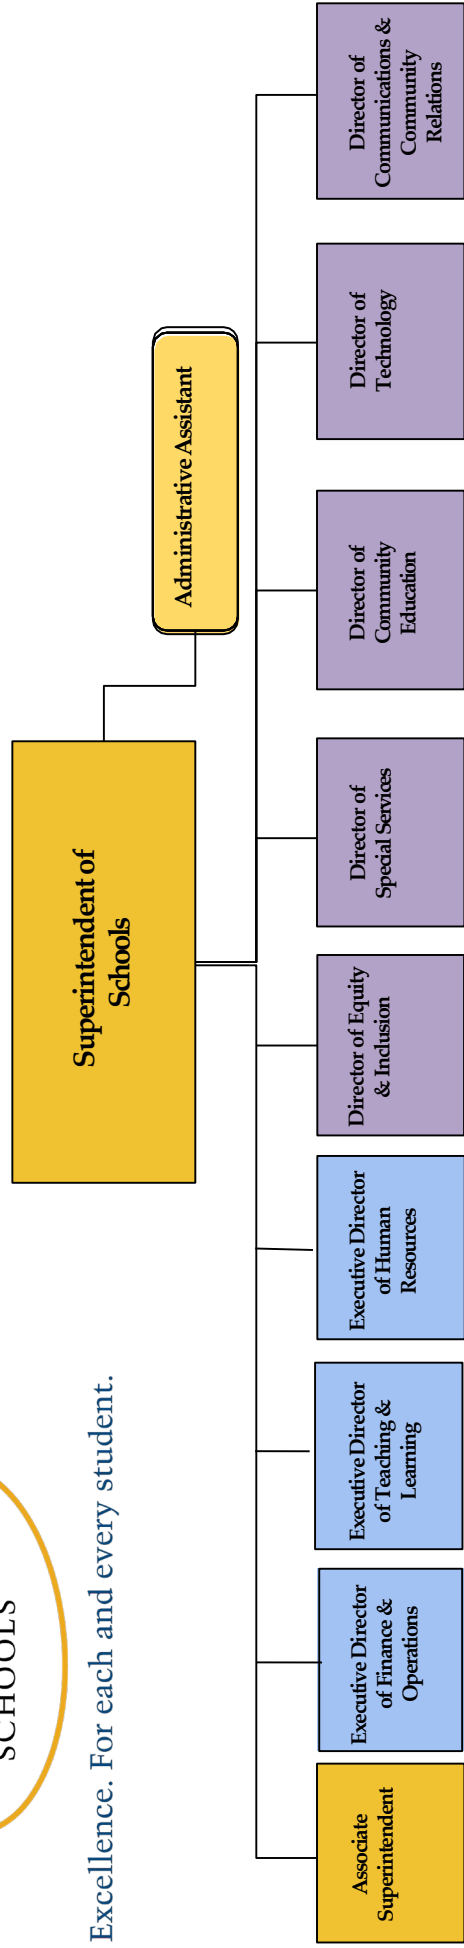 SCHOOLS
Excellence. For each and every student.
Superintendent of
Schools
Administrative Assistant
Associate
Superintendent
Executive Director
of Finance &
Operations
Executive Director
of Teaching &
Learning
Executive Director
of Human
Resources
Director of Equity
& Inclusion
Director of
Special Services
Director of
Community
Education
Director of
Technology
Director of
Communications &
Community
Relations